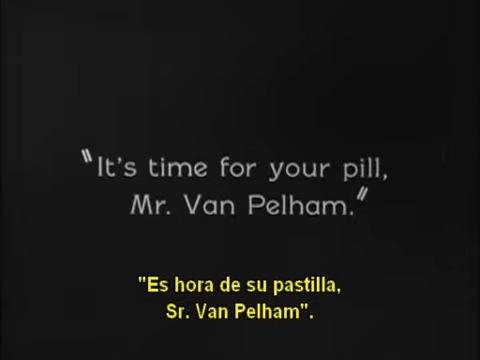 "It's time for your pill,
Mr. Van Pelham."
"Es hora de su pastilla,
Sr. Van Pelham".